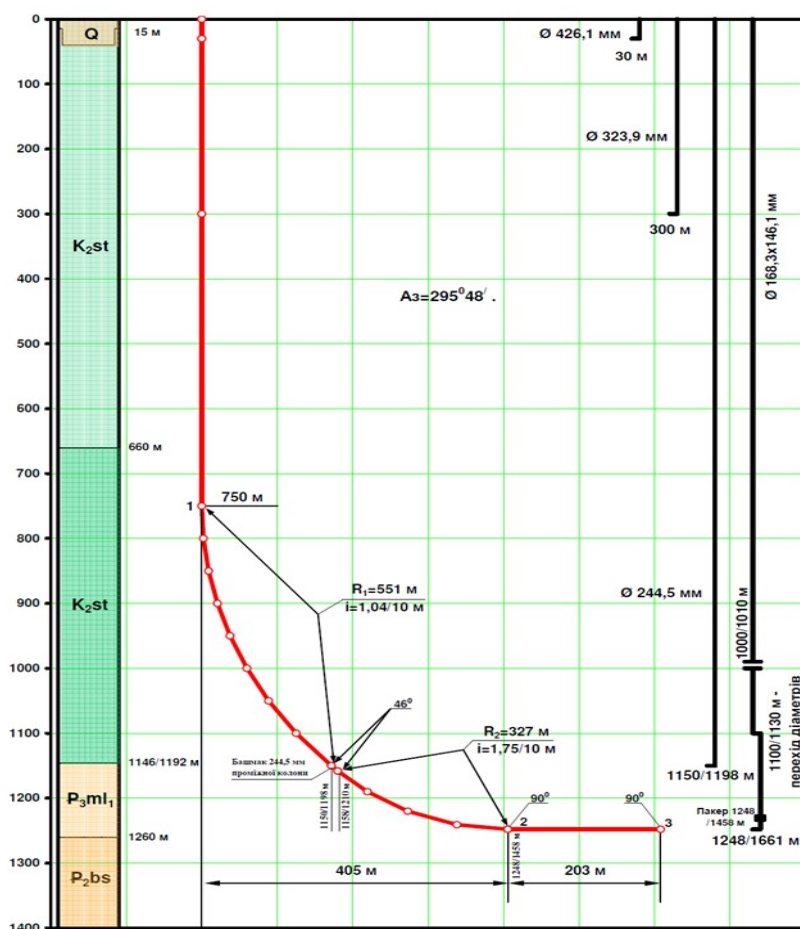 0
100
200
300
400
500
600
700
800
900
1000
1100
1200
1300
1400
Q
K₂st
K₂st
P₃ml₁
P₂bs
15 м
660 м
1146/1192 м
1260 м
1
750 м
R₁=551 м
i=1,04/10 м
Аз=295⁰48/ .
46⁰
R₂=327 м
i=1,75/10 м
Башмак 244,5 мм
проміжної колони
1150/1198 м
1158/1210 м
90⁰
2
90⁰
3
1248/1458 м
405 м
203 м
Ø 426,1 мм
30 м
Ø 323,9 мм
300 м
Ø 168,3х146,1 мм
Ø 244,5 мм
1000/1010 м
1100/1130 м -
перехід діаметрів
1150/1198 м
Пакер 1248
/1458 м
1248/1661 м